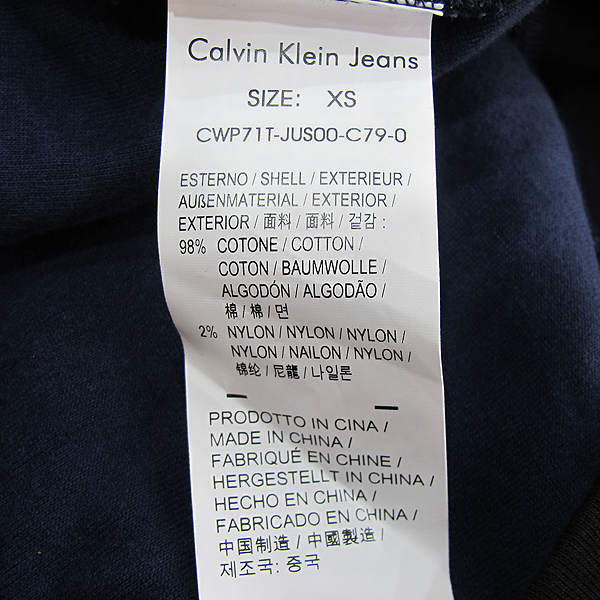 Calvin Klein Jeans
SIZE: XS
CWP71T-JUS00-C79-0
ESTERNO / SHELL / EXTERIEUR /
AUßENMATERIAL / EXTERIOR /
EXTERIOR / 面料 / 面料 / 겉감 :
98% COTONE / COTTON /
COTON / BAUMWOLLE /
ALGODÓN / ALGODÃO /
棉 / 棉 / 면
2% NYLON / NYLON / NYLON /
NYLON / NAILON / NYLON /
锦纶 / 尼龍 / 나일론
PRODOTTO IN CINA /
MADE IN CHINA /
FABRIQUÉ EN CHINE /
HERGESTELLT IN CHINA /
HECHO EN CHINA /
FABRICADO EN CHINA /
中国制造 / 中國製造 /
제조국: 중국